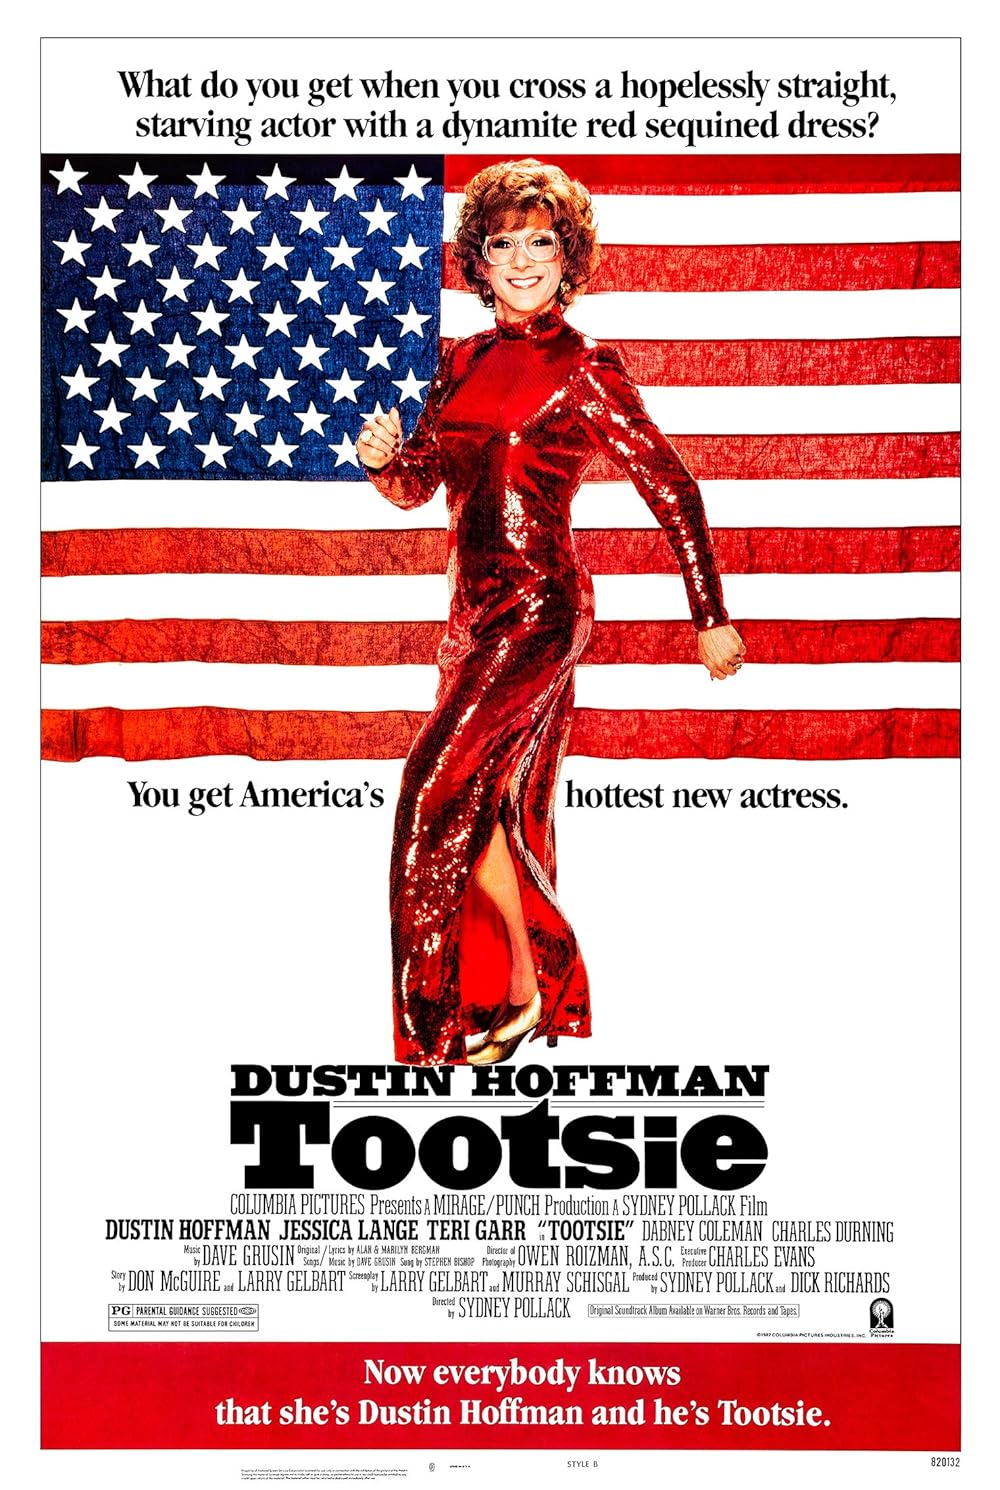 What do you get when you cross a hopelessly straight,
starving actor with a dynamite red sequined dress?
You get America's hottest new actress.
DUSTIN HOFFMAN
Tootsie
COLUMBIA PICTURES Presents A MIRAGE/PUNCH Production A SYDNEY POLLACK Film
DUSTIN HOFFMAN JESSICA LANGE TERI GARR in "TOOTSIE" DABNEY COLEMAN CHARLES DURNING
Music by DAVE GRUSIN Original Songs/ Lyrics by ALAN & MARILYN BERGMAN Music by DAVE GRUSIN Sung by STEPHEN BISHOP Director of Photography OWEN ROIZMAN, A.S.C. Executive Producer CHARLES EVANS
Story by DON McGUIRE and LARRY GELBART Screenplay by LARRY GELBART and MURRAY SCHISGAL Produced by SYDNEY POLLACK and DICK RICHARDS
Directed by SYDNEY POLLACK
Original Soundtrack Album Available on Warner Bros. Records and Tapes.
PG PARENTAL GUIDANCE SUGGESTED
SOME MATERIAL MAY NOT BE SUITABLE FOR CHILDREN
Columbia
Pictures
©1982 COLUMBIA PICTURES INDUSTRIES, INC.
Now everybody knows
that she's Dustin Hoffman and he's Tootsie.
STYLE B
820132